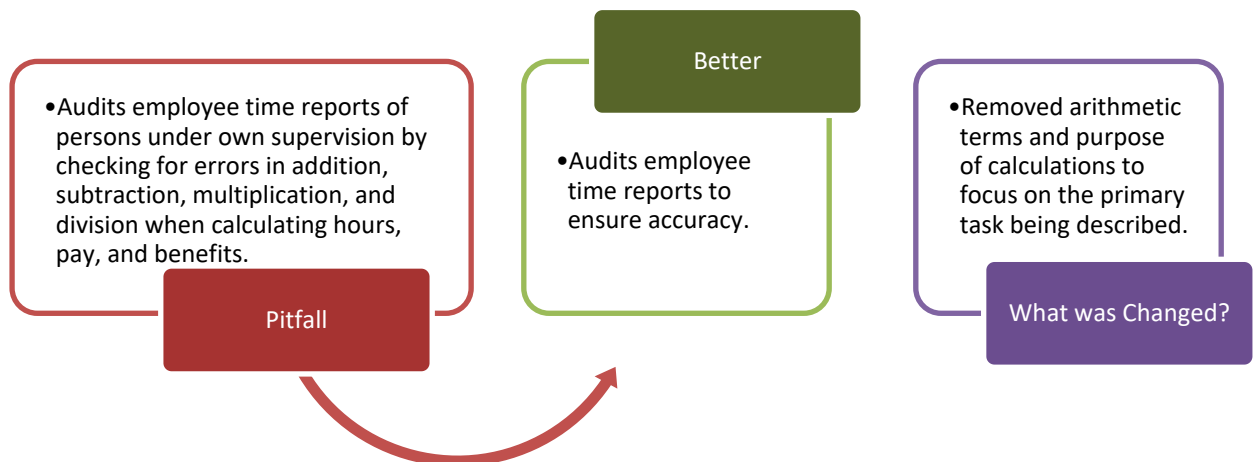 •Audits employee time reports of
persons under own supervision by
checking for errors in addition,
subtraction, multiplication, and
division when calculating hours,
pay, and benefits.
Pitfall
Better
•Audits employee
time reports to
ensure accuracy.
•Removed arithmetic
terms and purpose
of calculations to
focus on the primary
task being described.
What was Changed?